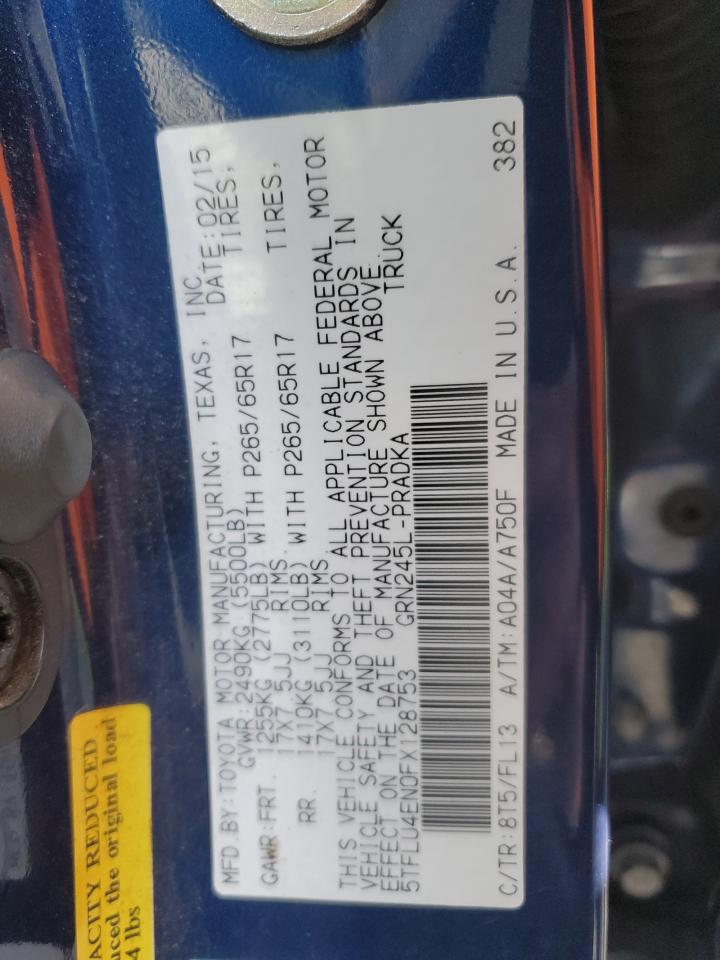 MFD.BY:TOYOTA MOTOR MANUFACTURING, TEXAS, INC.
GVWR:2490KG(5500LB) DATE:02/15
GAWR:FRT. 1255KG(2775LB)WITH P265/65R17 TIRES,
17X7.5JJ RIMS.
RR. 1410KG(3110LB)WITH P265/65R17 TIRES,
17X7.5JJ RIMS
THIS VEHICLE CONFORMS TO ALL APPLICABLE FEDERAL MOTOR
VEHICLE SAFETY AND THEFT PREVENTION STANDARDS IN
EFFECT ON THE DATE OF MANUFACTURE SHOWN ABOVE.
5TFLU4EN0FX128753 GRN245L-PRADKA TRUCK
C/TR:8T5/FL13 A/TM:A04A/A750F MADE IN U.S.A. 382
ACITY REDUCED
uced the original load
4 lbs